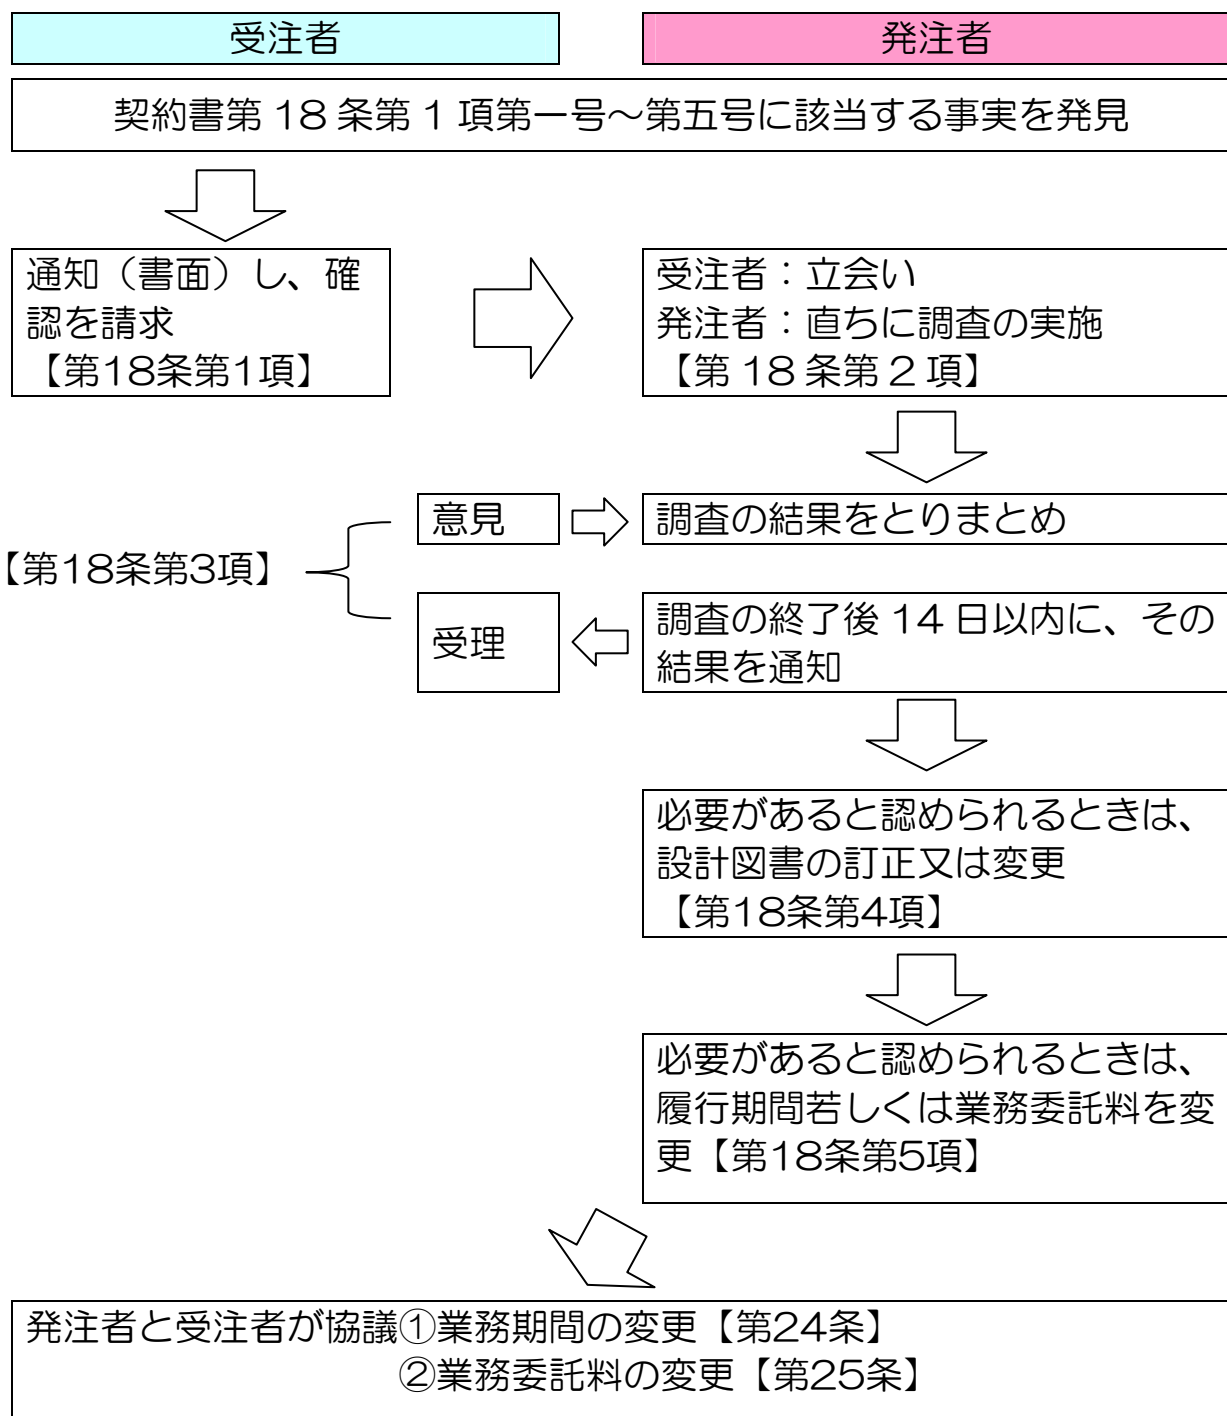 受注者
発注者
契約書第 18 条第 1 項第一号～第五号に該当する事実を発見
通知（書面）し、確
認を請求
【第18条第1項】
受注者：立会い
発注者：直ちに調査の実施
【第 18 条第 2 項】
意見
調査の結果をとりまとめ
【第18条第3項】
受理
調査の終了後 14 日以内に、その
結果を通知
必要があると認められるときは、
設計図書の訂正又は変更
【第18条第4項】
必要があると認められるときは、
履行期間若しくは業務委託料を変
更【第18条第5項】
発注者と受注者が協議①業務期間の変更【第24条】
②業務委託料の変更【第25条】